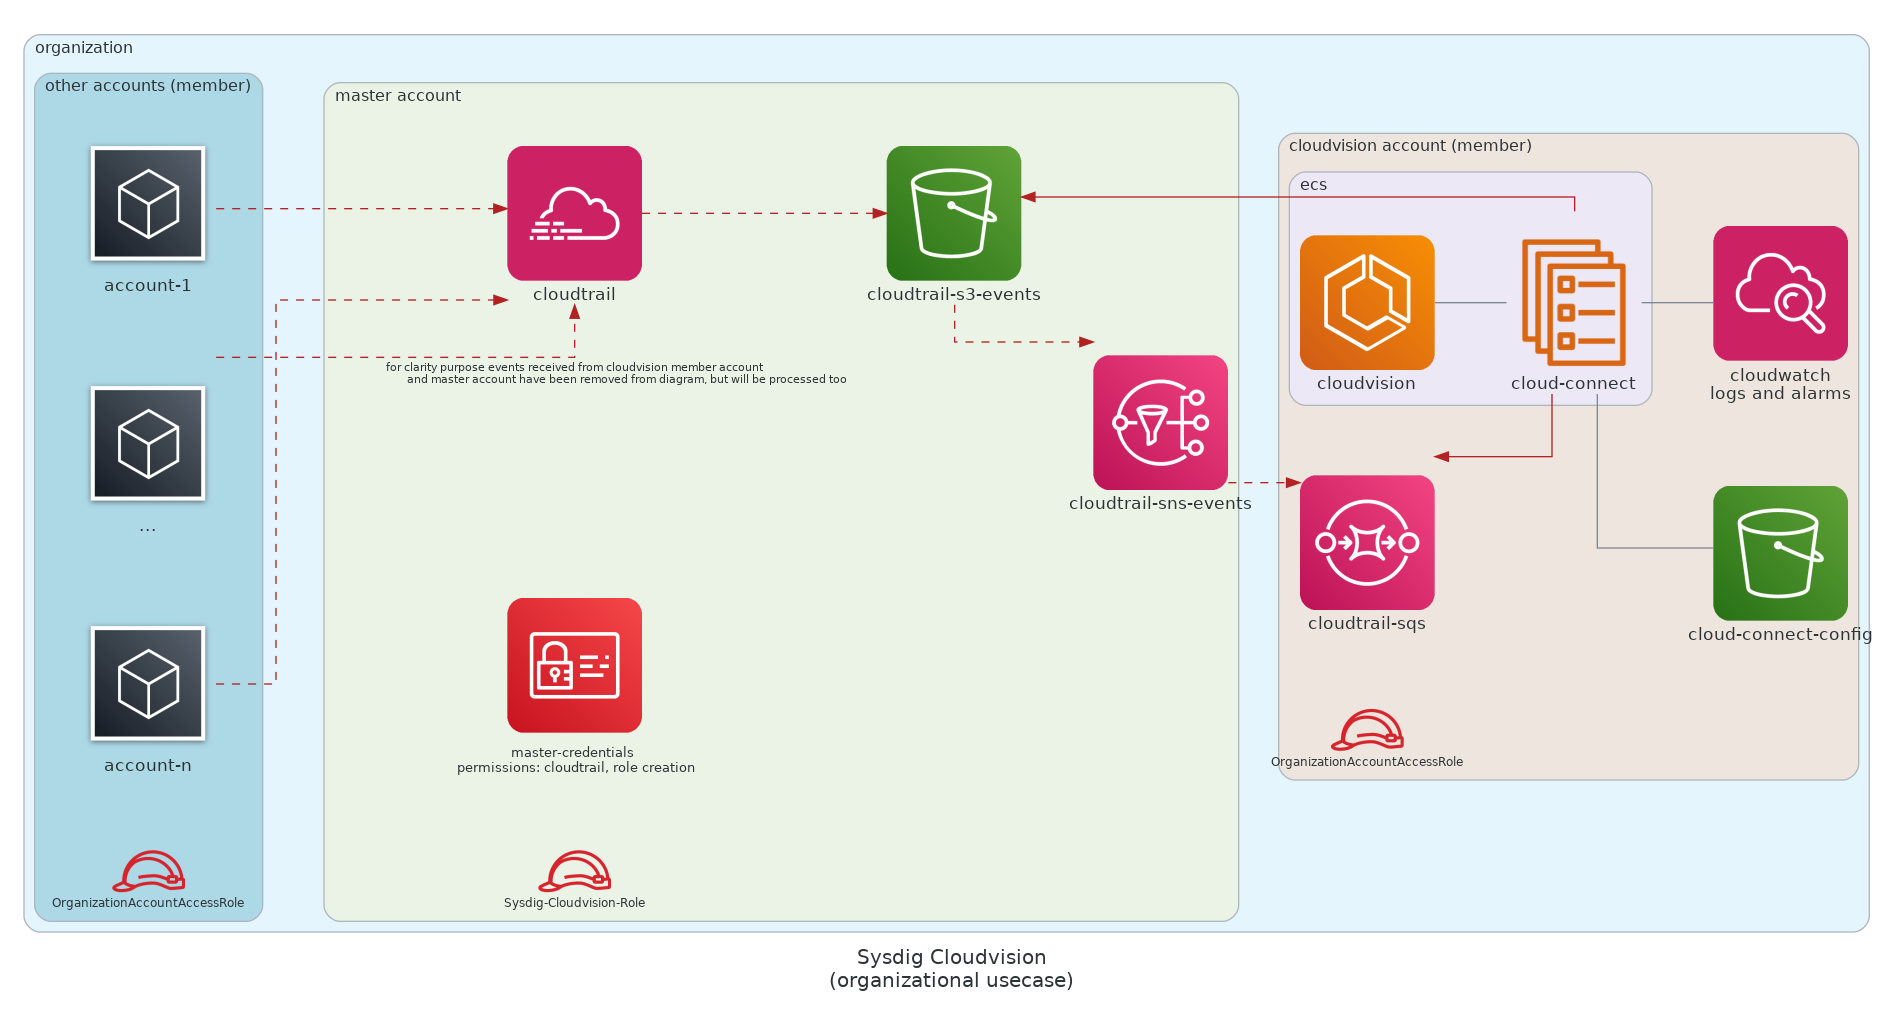 organization
other accounts (member)
account-1
...
account-n
OrganizationAccountAccessRole
master account
cloudtrail
cloudtrail-s3-events
for clarity purpose events received from cloudvision member account
and master account have been removed from diagram, but will be processed too
cloudtrail-sns-events
master-credentials
permissions: cloudtrail, role creation
Sysdig-Cloudvision-Role
cloudvision account (member)
ecs
cloudvision
cloud-connect
cloudwatch
logs and alarms
cloudtrail-sqs
cloud-connect-config
OrganizationAccountAccessRole
Sysdig Cloudvision
(organizational usecase)